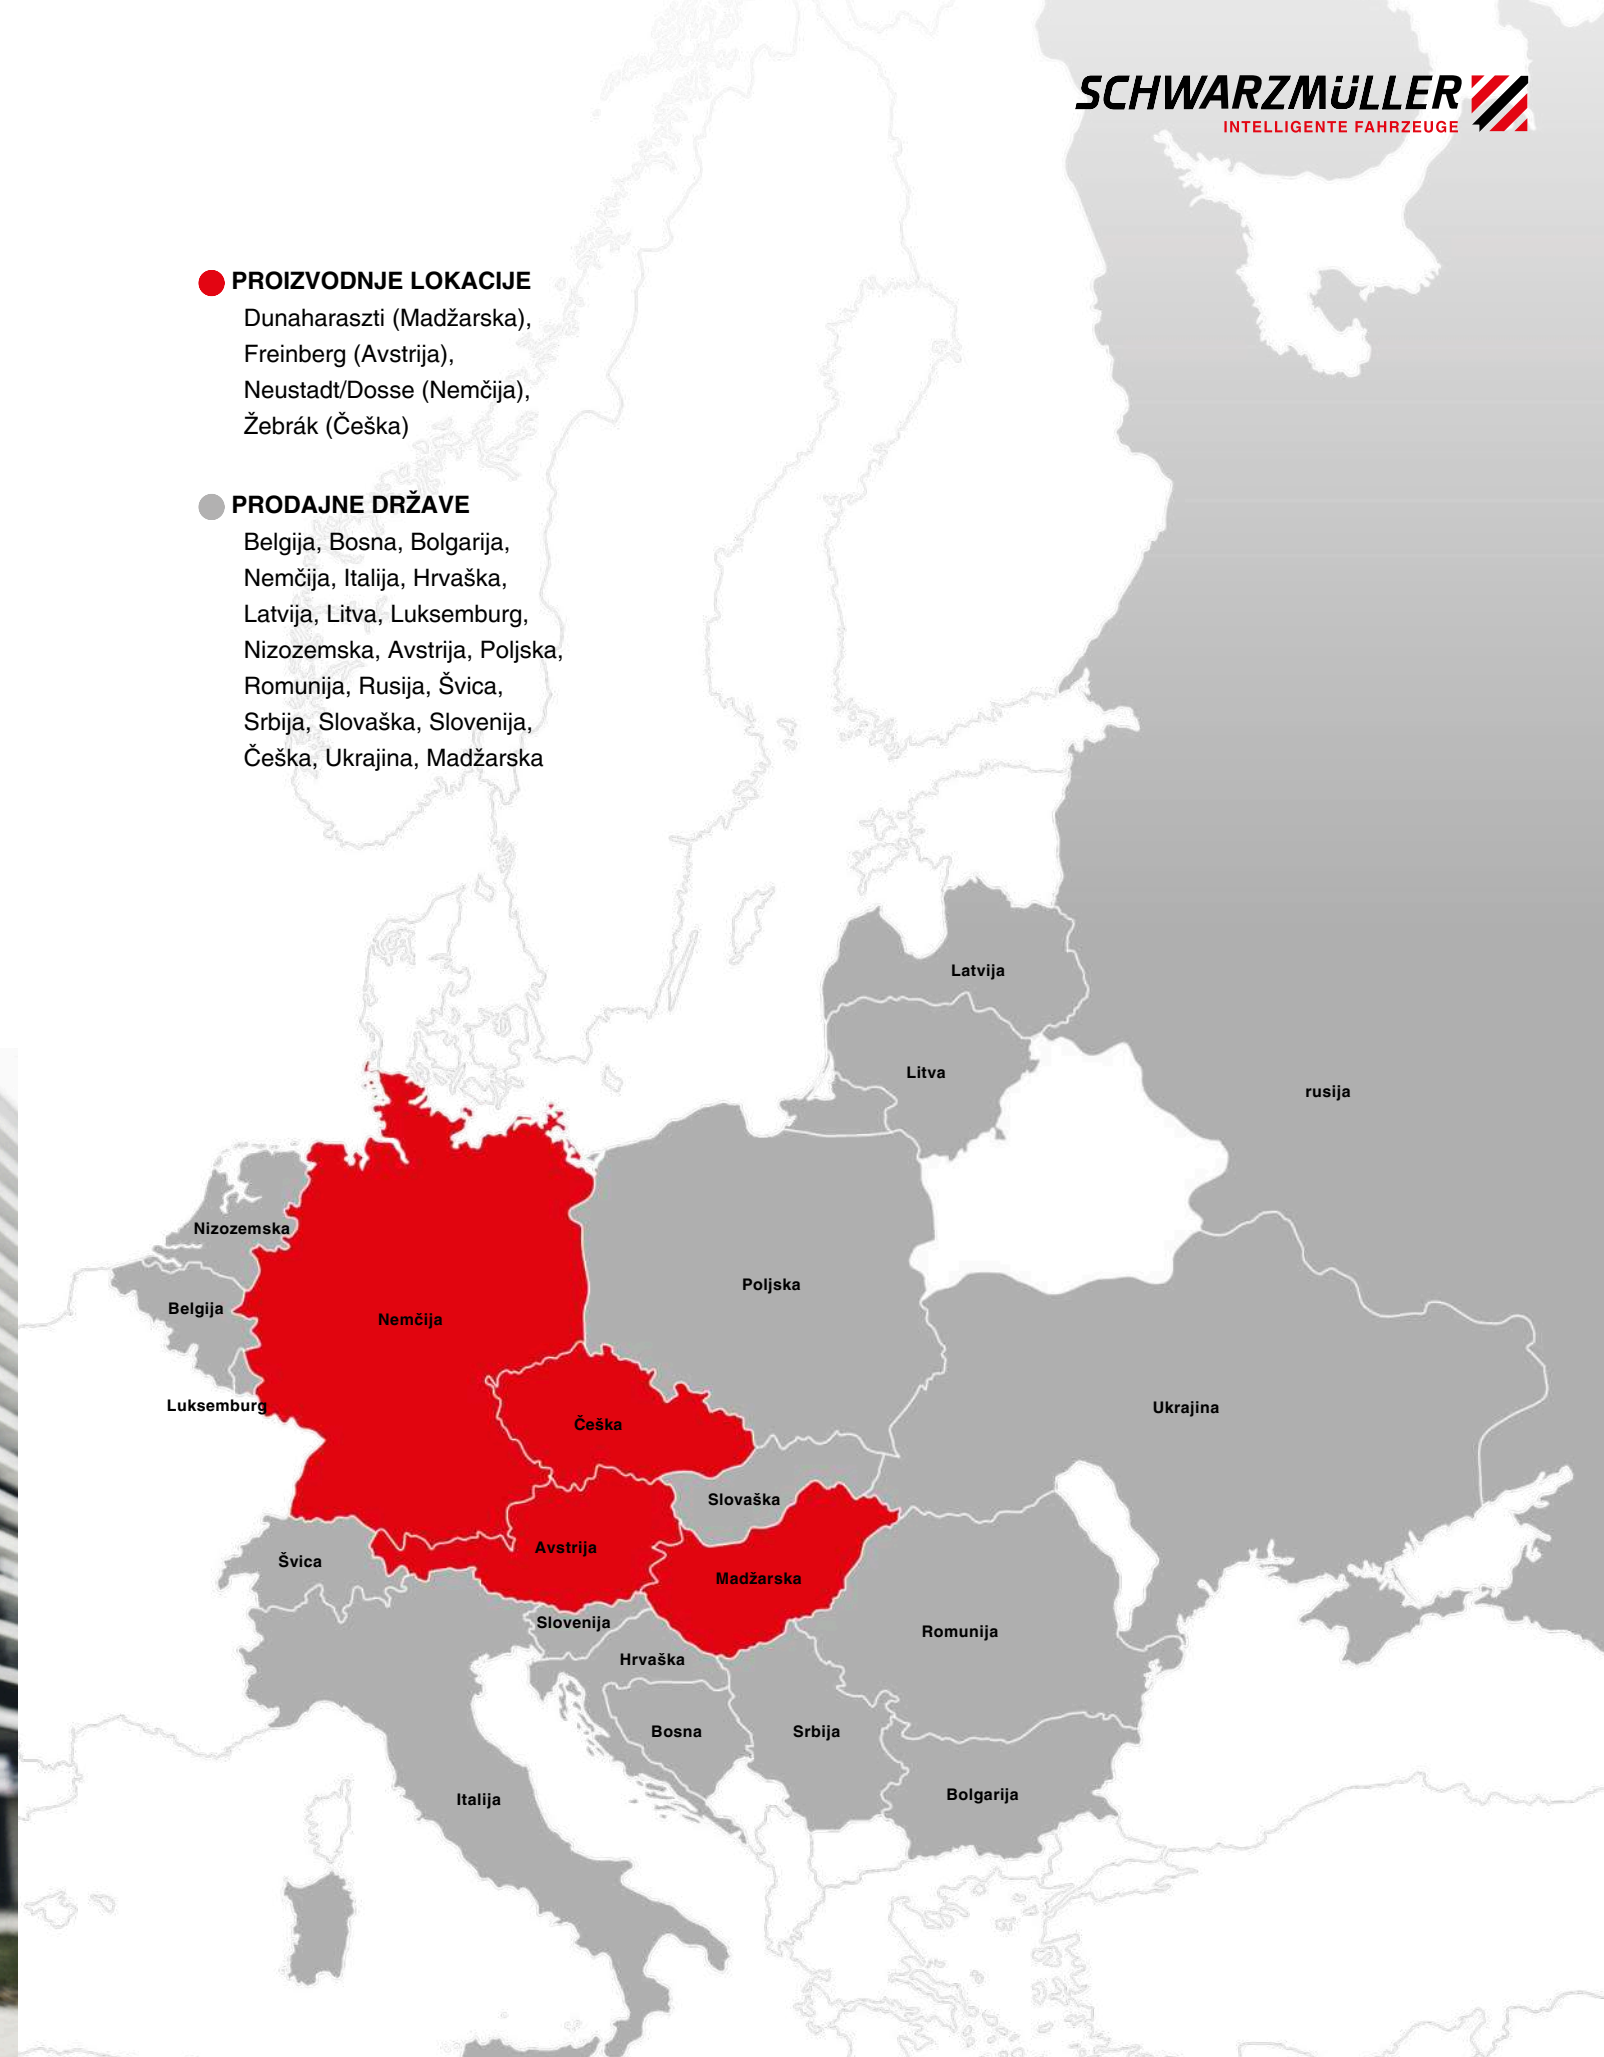 SCHWARZMÜLLER
INTELLIGENTE FAHRZEUGE
PROIZVODNJE LOKACIJE
Dunaharaszti (Madžarska),
Freinberg (Avstrija),
Neustadt/Dosse (Nemčija),
Žebrák (Češka)
PRODAJNE DRŽAVE
Belgija, Bosna, Bolgarija,
Nemčija, Italija, Hrvaška,
Latvija, Litva, Luksemburg,
Nizozemska, Avstrija, Poljska,
Romunija, Rusija, Švica,
Srbija, Slovaška, Slovenija,
Češka, Ukrajina, Madžarska
Latvija
Litva
rusija
Nizozemska
Poljska
Belgija
Nemčija
Luksemburg
Ukrajina
Češka
Slovaška
Avstrija
Švica
Madžarska
Slovenija
Romunija
Hrvaška
Bosna
Srbija
Bolgarija
Italija